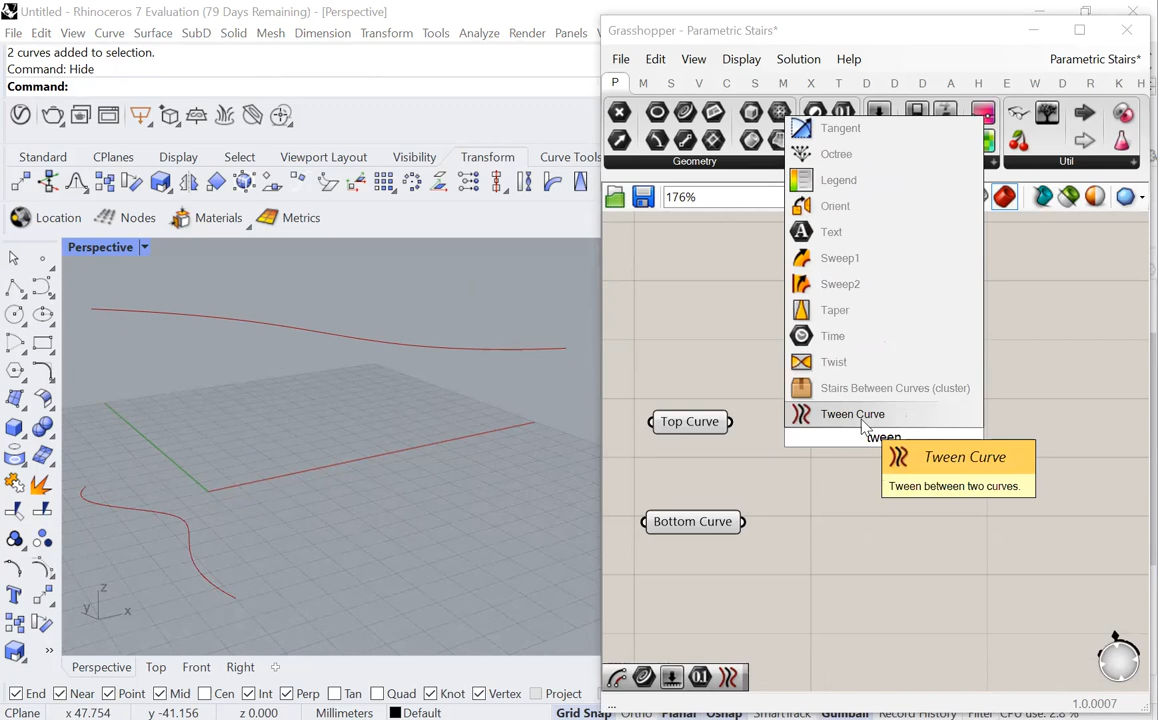 Untitled - Rhinoceros 7 Evaluation (79 Days Remaining) - [Perspective]
File Edit View Curve Surface SubD Solid Mesh Dimension Transform Tools Analyze Render Panels
2 curves added to selection.
Command: Hide
Command:
Standard CPlanes Display Select Viewport Layout Visibility Transform Curve Tools
Location Nodes Materials Metrics
Perspective
z
y
x
Perspective Top Front Right
End Near Point Mid Cen Int Perp Tan Quad Knot Vertex Project
CPlane x 47.754 y -41.156 z 0.000 Millimeters Default Grid Snap Ortho Planar Osnap SmartTrack Gumball Record History Filter CPU use: 2.8
Grasshopper - Parametric Stairs*
File Edit View Display Solution Help Parametric Stairs*
P M S V C S M X T D D D A H E W D R K H
Geometry
Util
176%
Tangent
Octree
Legend
Orient
Text
Sweep1
Sweep2
Taper
Time
Twist
Stairs Between Curves (cluster)
Tween Curve
tween
Tween Curve
Tween between two curves.
Top Curve
Bottom Curve
...
1.0.0007